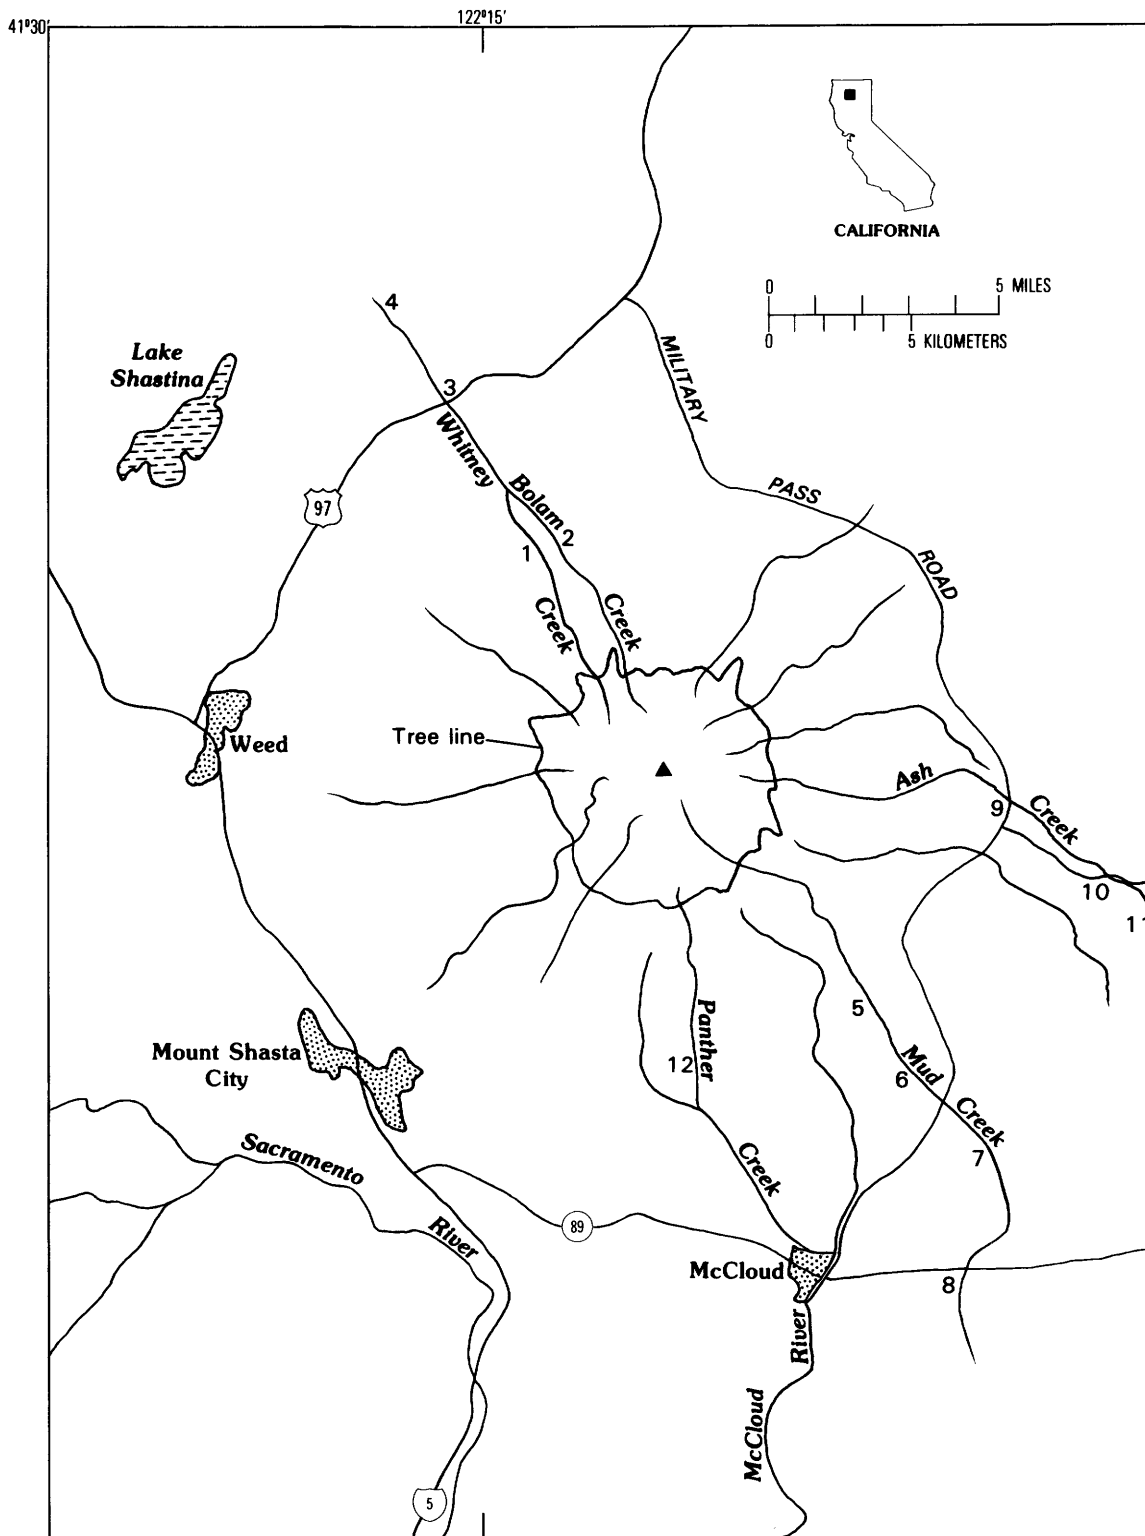 41°30'
122°15'
CALIFORNIA
0
5 MILES
0
5 KILOMETERS
4
Lake
Shastina
3
MILITARY
Whitney
Bolam
PASS
97
2
1
ROAD
Creek
Creek
Tree line
Weed
Ash
Creek
9
10
11
5
Panther
Mount Shasta
City
12
Mud
6
Creek
7
Sacramento
River
Creek
89
McCloud
8
River
McCloud
5